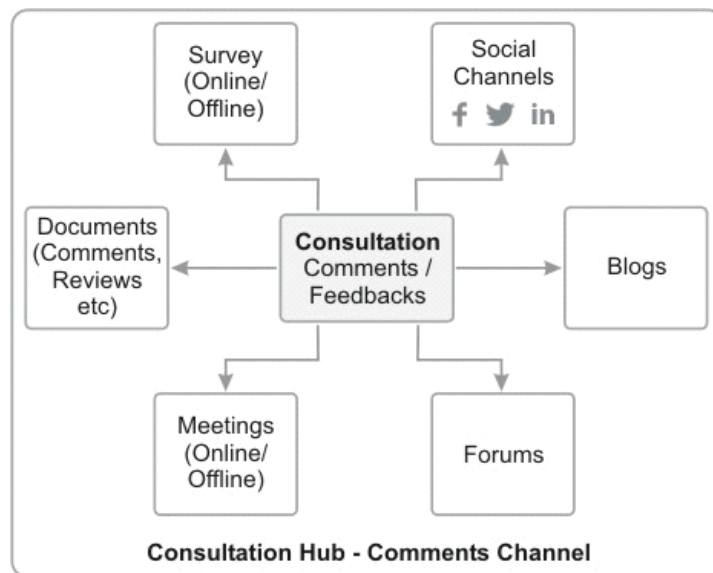 Survey
(Online/
Offline)
Social
Channels
f in
Documents
(Comments,
Reviews
etc)
Consultation
Comments /
Feedbacks
Blogs
Meetings
(Online/
Offline)
Forums
Consultation Hub - Comments Channel